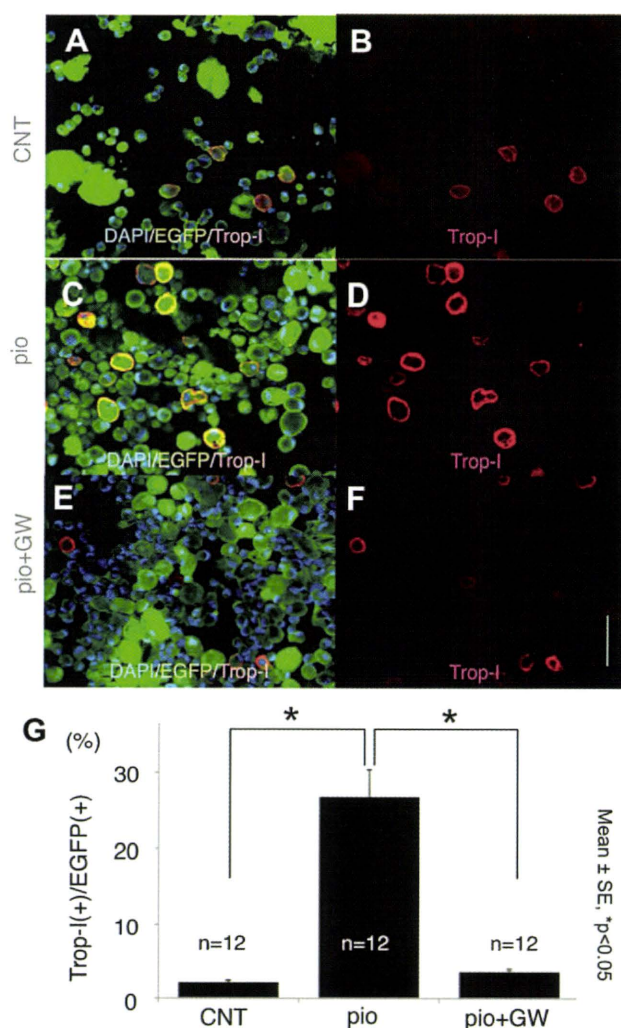 A
B
CNT
DAPI/EGFP/Trop-I
Trop-I
C
D
pio
DAPI/EGFP/Trop-I
Trop-I
E
F
pio+GW
DAPI/EGFP/Trop-I
Trop-I
G
(%)
*
*
30
20
10
0
Trop-I(+)/EGFP(+)
n=12
n=12
n=12
CNT
pio
pio+GW
Mean ± SE, *p<0.05